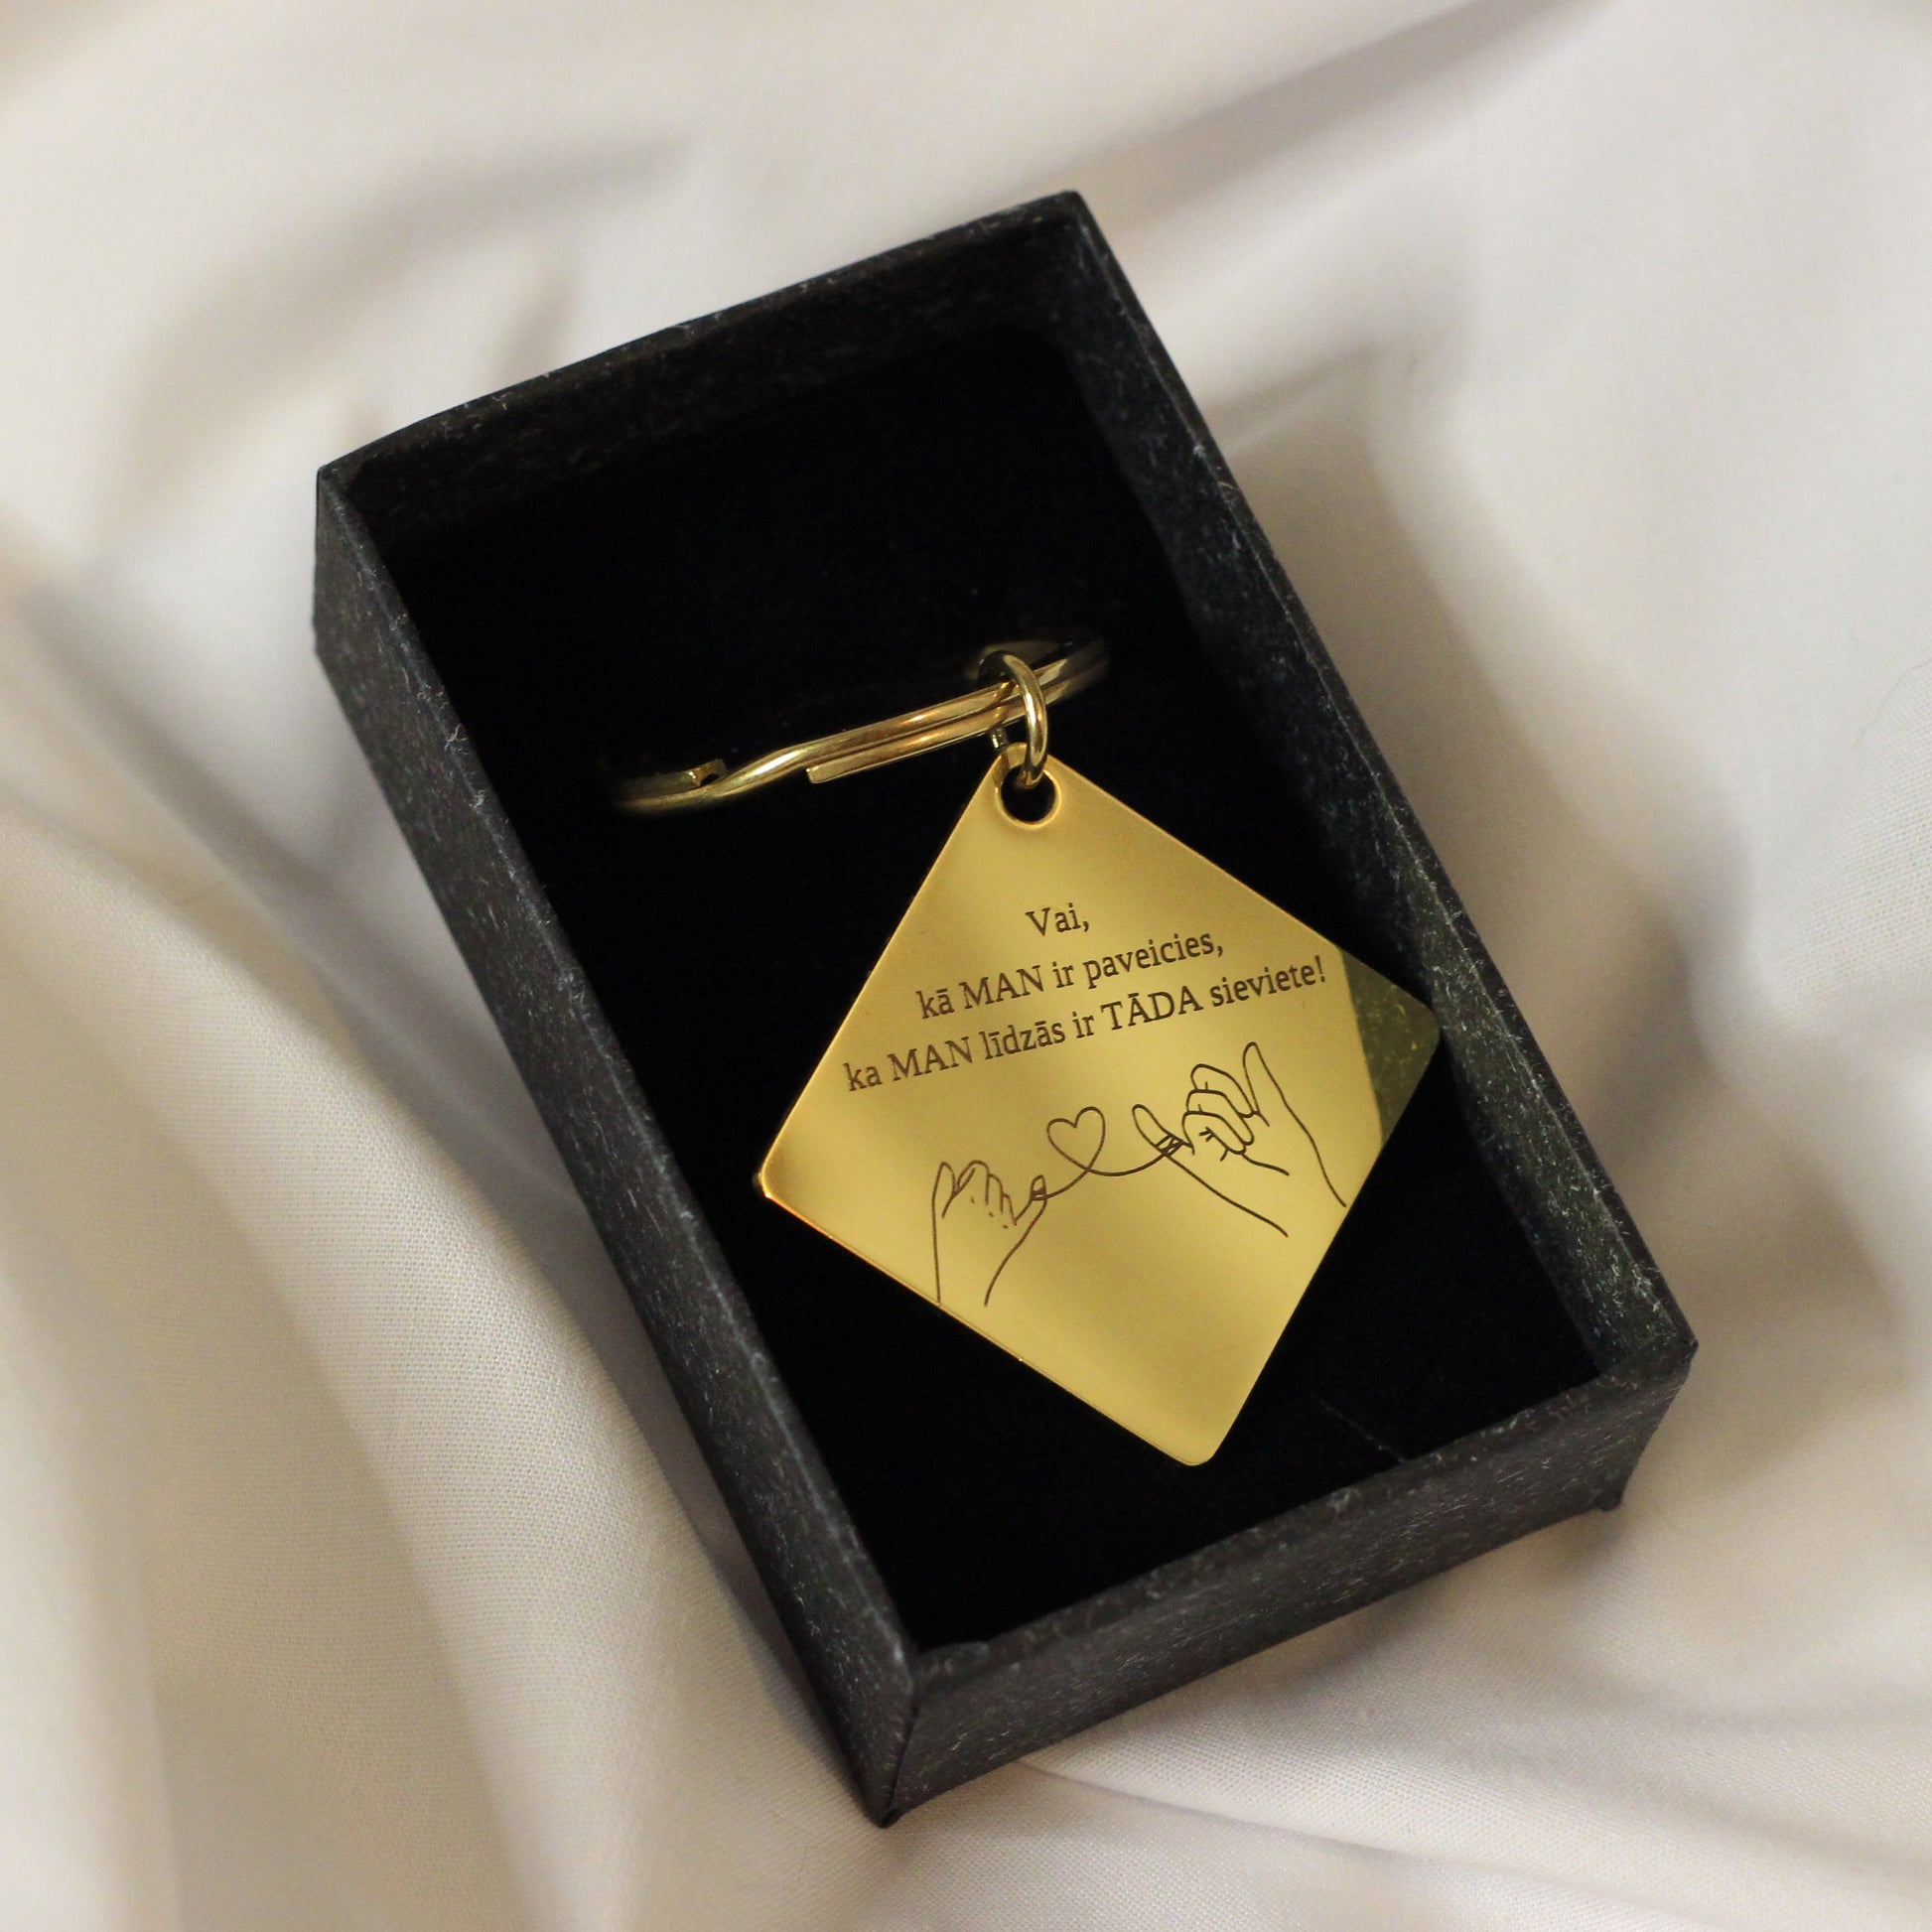 Vai,
kā MAN ir paveicies,
ka MAN līdzās ir TĀDA sieviete!